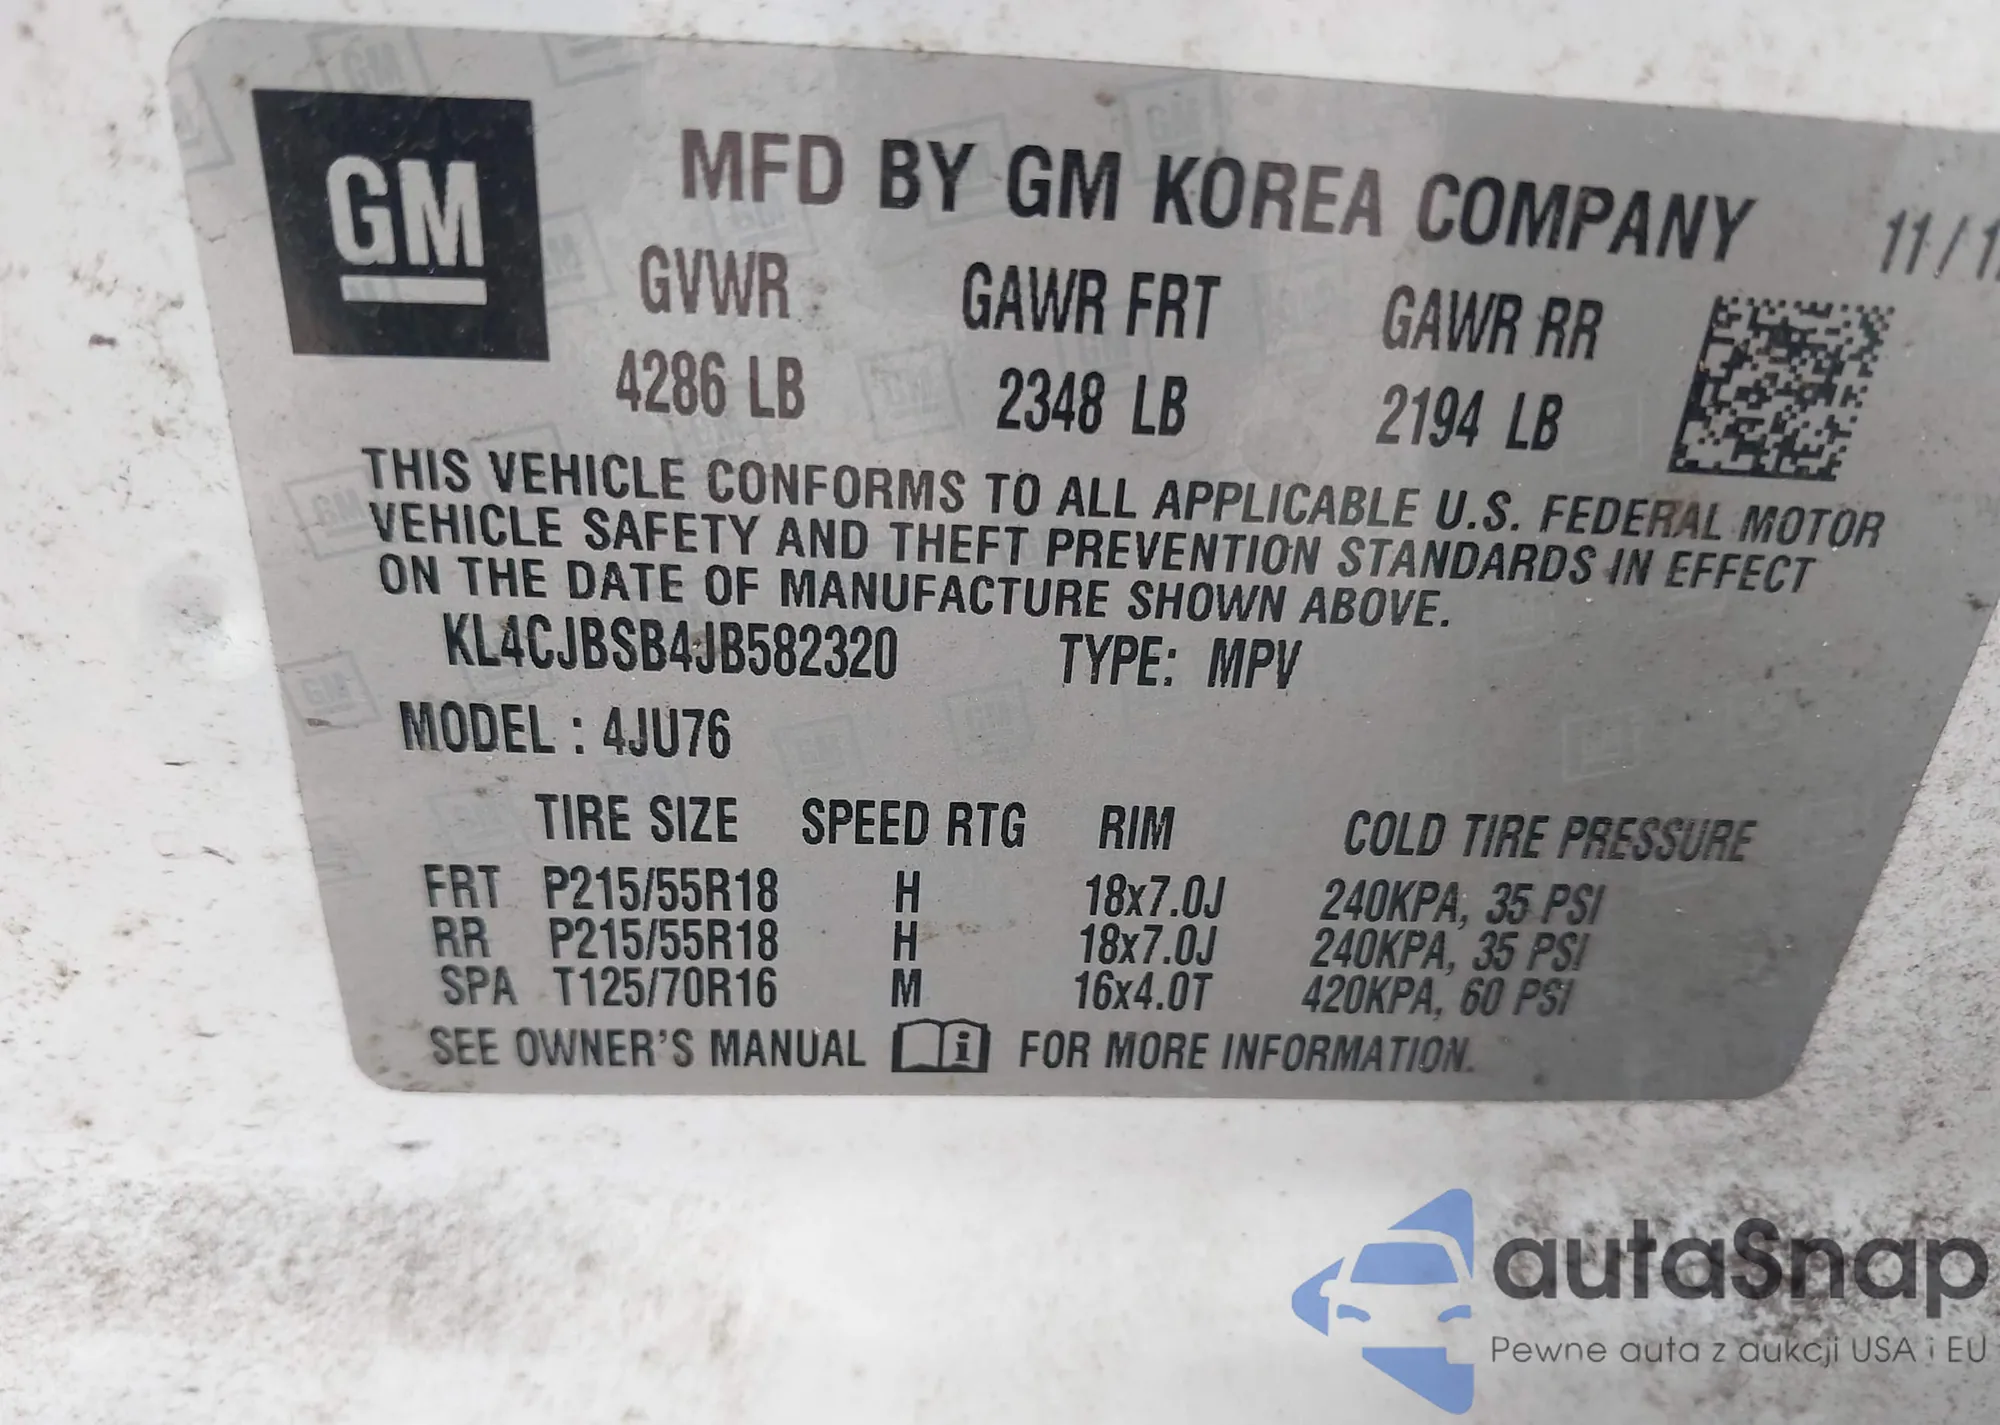 GM
MFD BY GM KOREA COMPANY 11/1
GVWR GAWR FRT GAWR RR
4286 LB 2348 LB 2194 LB
THIS VEHICLE CONFORMS TO ALL APPLICABLE U.S. FEDERAL MOTOR
VEHICLE SAFETY AND THEFT PREVENTION STANDARDS IN EFFECT
ON THE DATE OF MANUFACTURE SHOWN ABOVE.
KL4CJBSB4JB582320 TYPE: MPV
MODEL : 4JU76
TIRE SIZE SPEED RTG RIM COLD TIRE PRESSURE
FRT P215/55R18 H 18x7.0J 240KPA, 35 PSI
RR P215/55R18 H 18x7.0J 240KPA, 35 PSI
SPA T125/70R16 M 16x4.0T 420KPA, 60 PSI
SEE OWNER'S MANUAL i FOR MORE INFORMATION.
autaSnap
Pewne auta z aukcji USA i EU